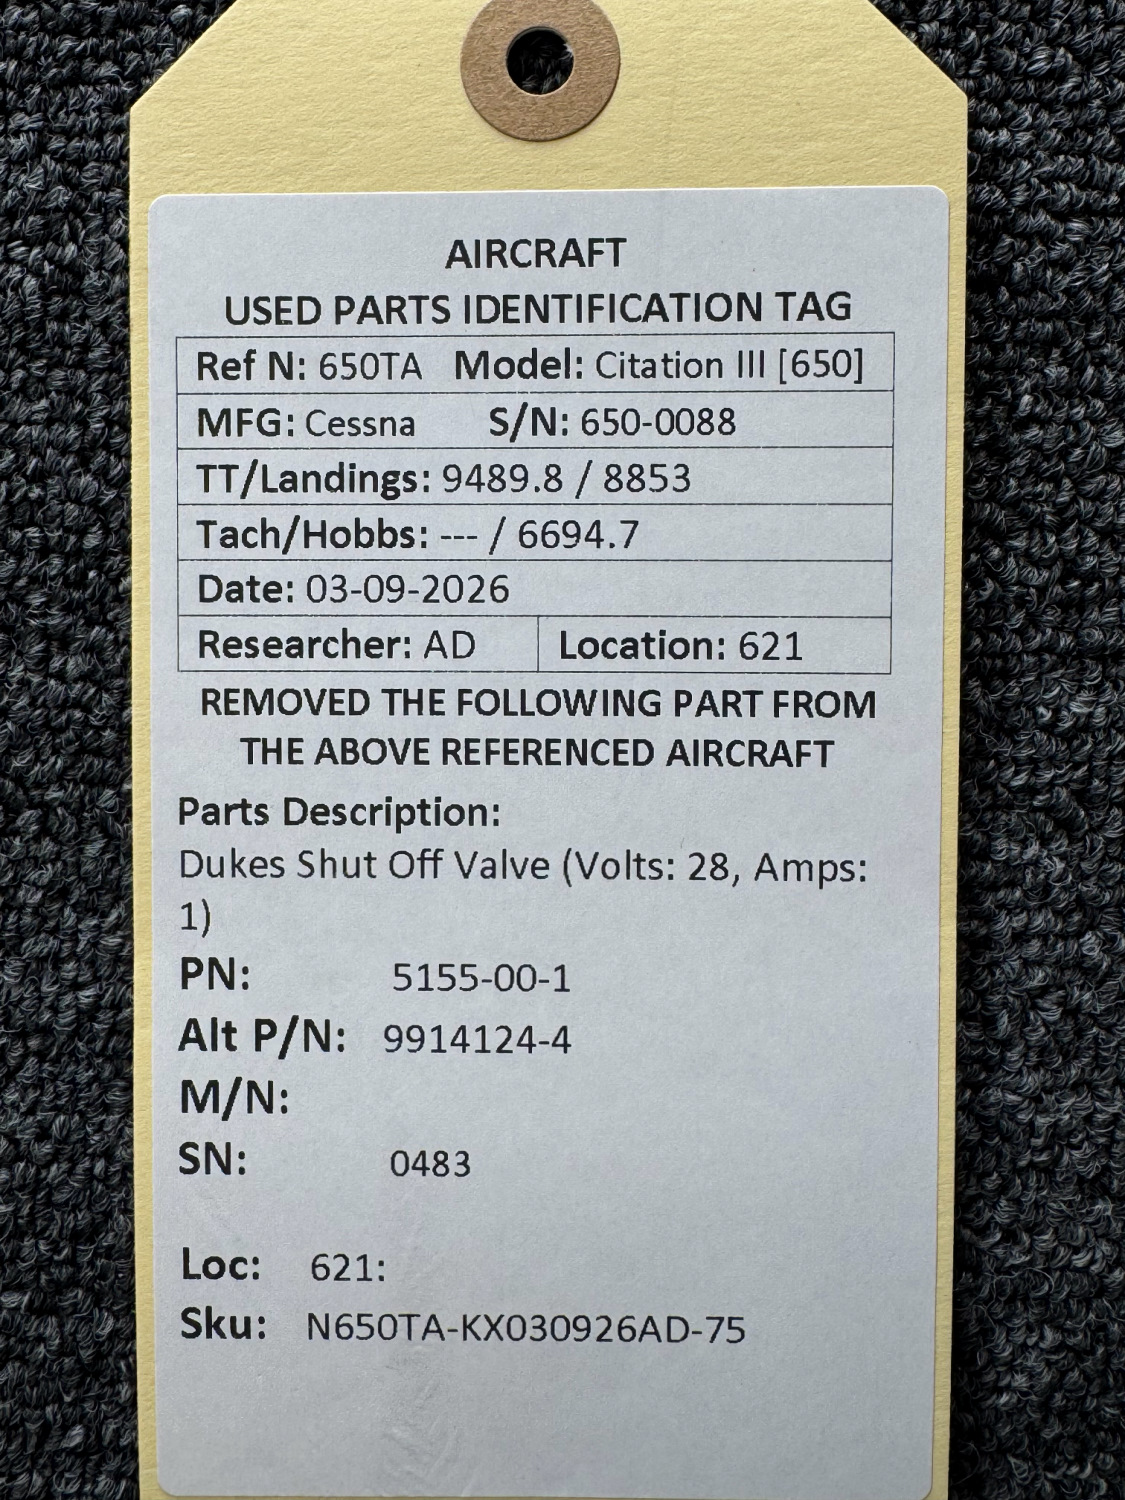 AIRCRAFT
USED PARTS IDENTIFICATION TAG
Ref N: 650TA Model: Citation III [650]
MFG: Cessna S/N: 650-0088
TT/Landings: 9489.8 / 8853
Tach/Hobbs: --- / 6694.7
Date: 03-09-2026
Researcher: AD Location: 621
REMOVED THE FOLLOWING PART FROM
THE ABOVE REFERENCED AIRCRAFT
Parts Description:
Dukes Shut Off Valve (Volts: 28, Amps:
1)
PN: 5155-00-1
Alt P/N: 9914124-4
M/N:
SN: 0483
Loc: 621:
Sku: N650TA-KX030926AD-75